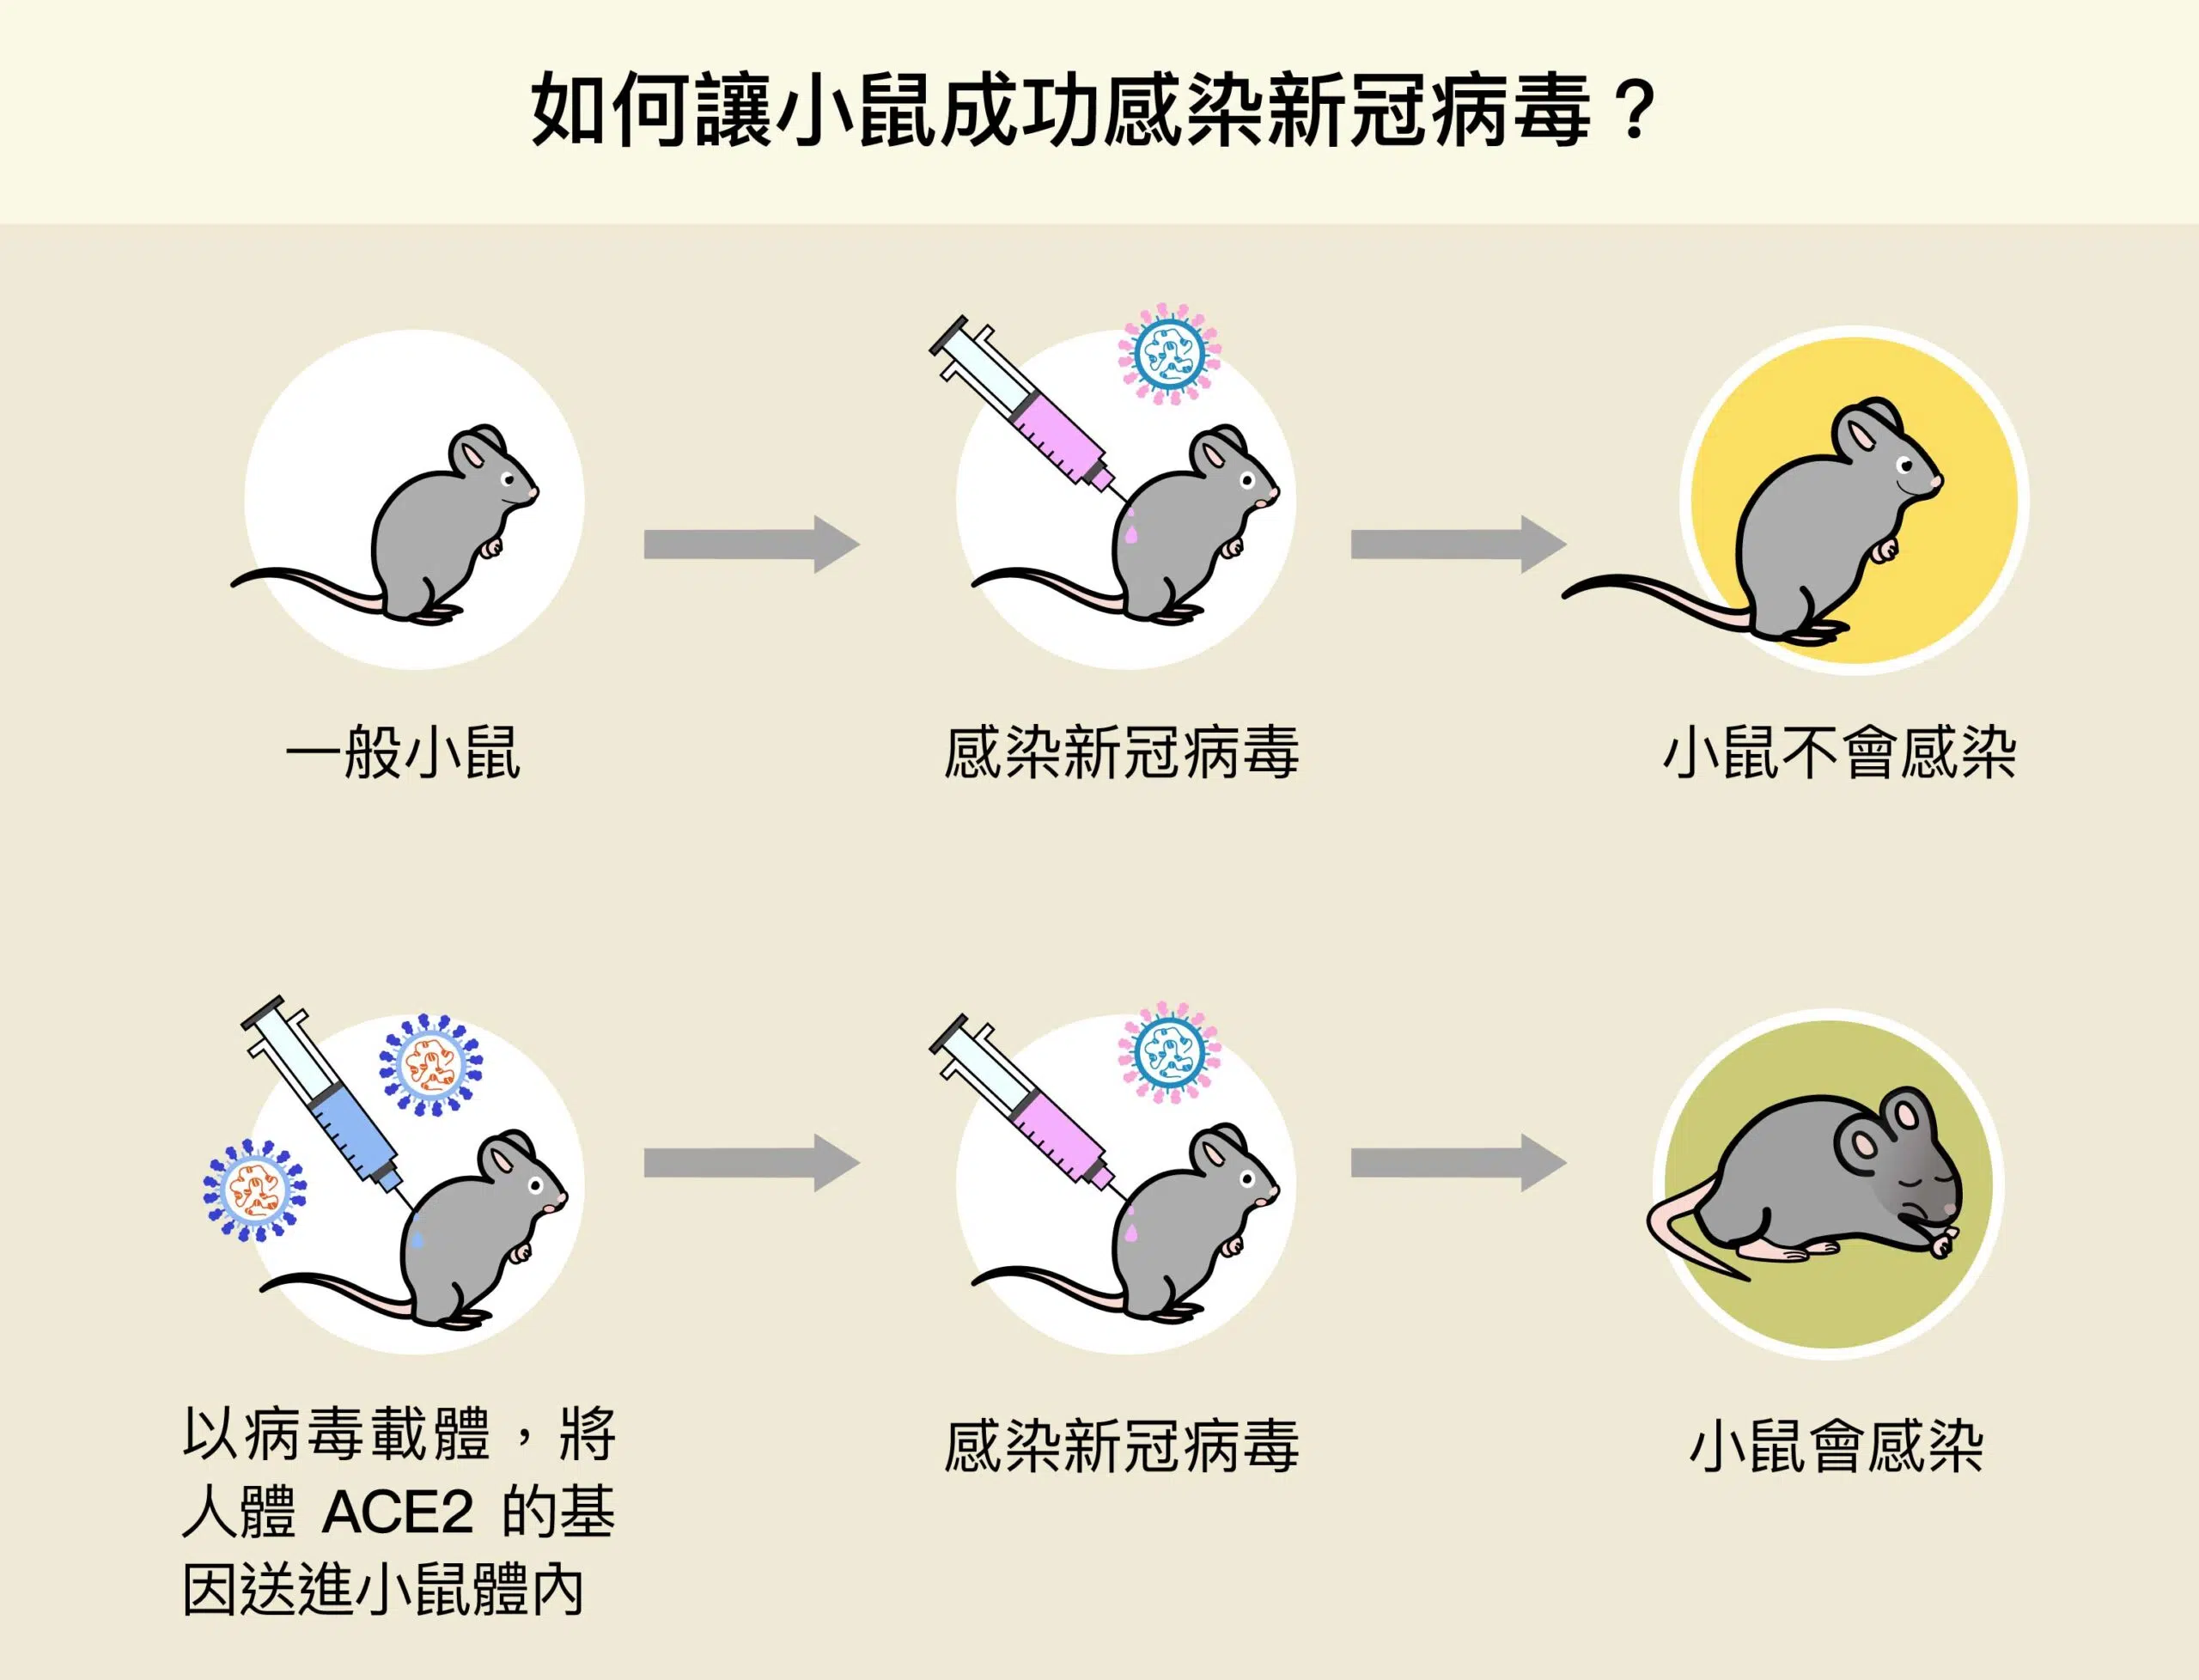 如何讓小鼠成功感染新冠病毒？
一般小鼠
感染新冠病毒
小鼠不會感染
以病毒載體，將
人體 ACE2 的基
因送進小鼠體內
感染新冠病毒
小鼠會感染